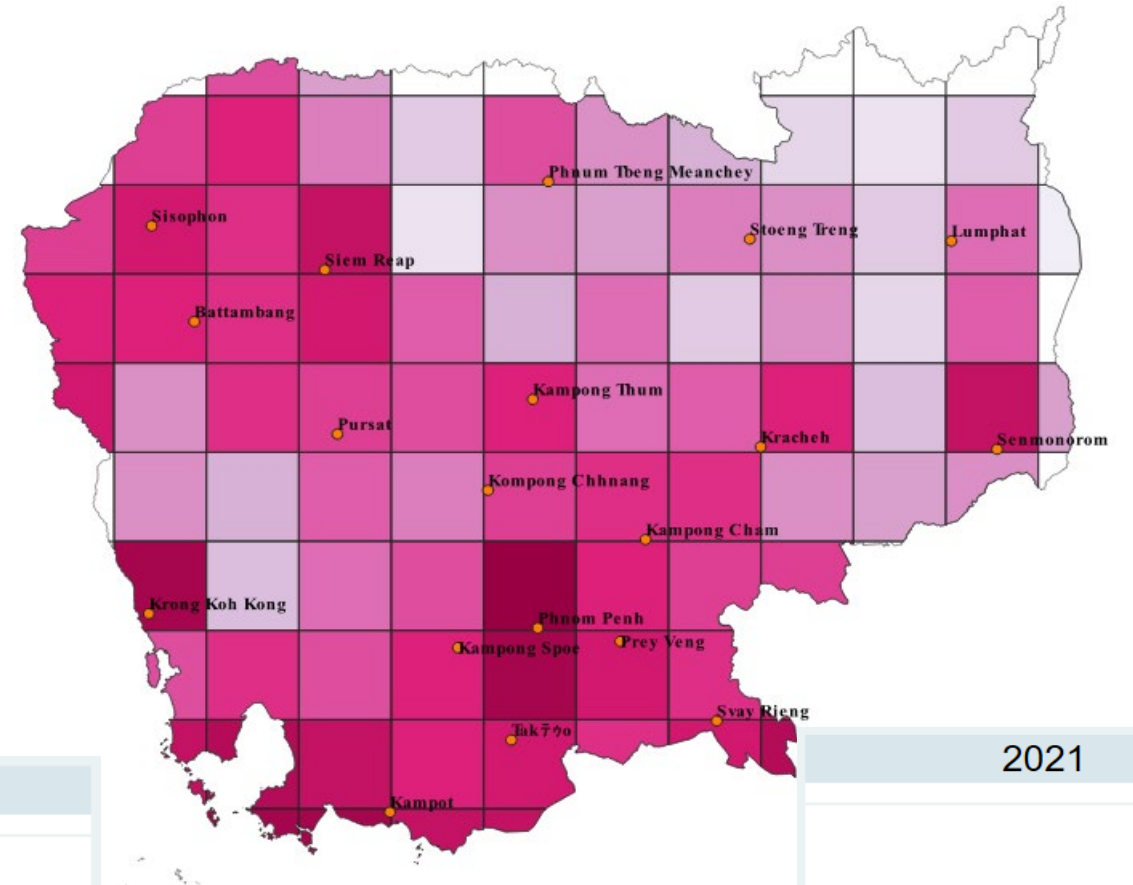 Phnum Tbeng Meanchey
Sisophon
Stoeng Treng
Lumphat
Siem Reap
Battambang
Kampong Thum
Pursat
Kracheh
Senmonorom
Kompong Chhnang
Kampong Cham
Krong Koh Kong
Phnom Penh
Kampong Spoe
Prey Veng
Svay Rieng
Takテゥo
2021
Kampot